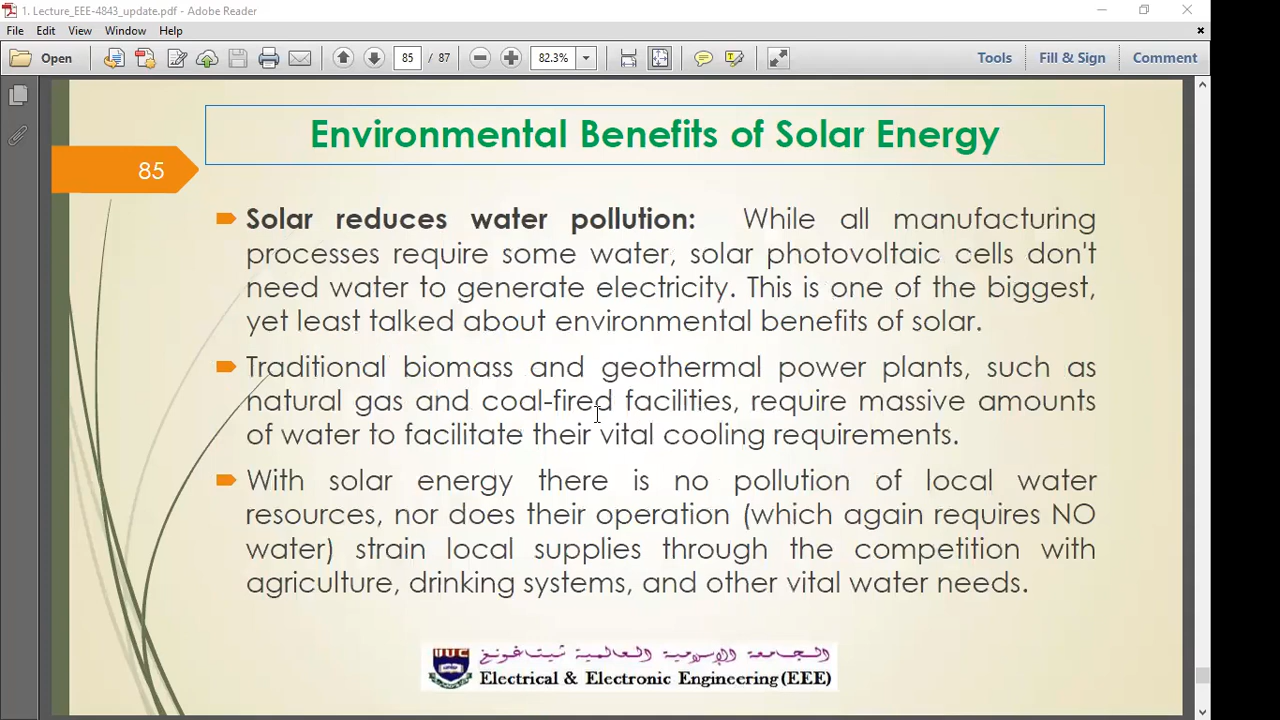 1. Lecture_EEE-4843_update.pdf - Adobe Reader
File Edit View Window Help
Open 85 / 87 82.3% Tools Fill & Sign Comment
Environmental Benefits of Solar Energy
85
Solar reduces water pollution: While all manufacturing
processes require some water, solar photovoltaic cells don't
need water to generate electricity. This is one of the biggest,
yet least talked about environmental benefits of solar.
Traditional biomass and geothermal power plants, such as
natural gas and coal-fired facilities, require massive amounts
of water to facilitate their vital cooling requirements.
With solar energy there is no pollution of local water
resources, nor does their operation (which again requires NO
water) strain local supplies through the competition with
agriculture, drinking systems, and other vital water needs.
الجامعة الإسلامية العالمية شيتاغونغ
IIUC
Electrical & Electronic Engineering (EEE)